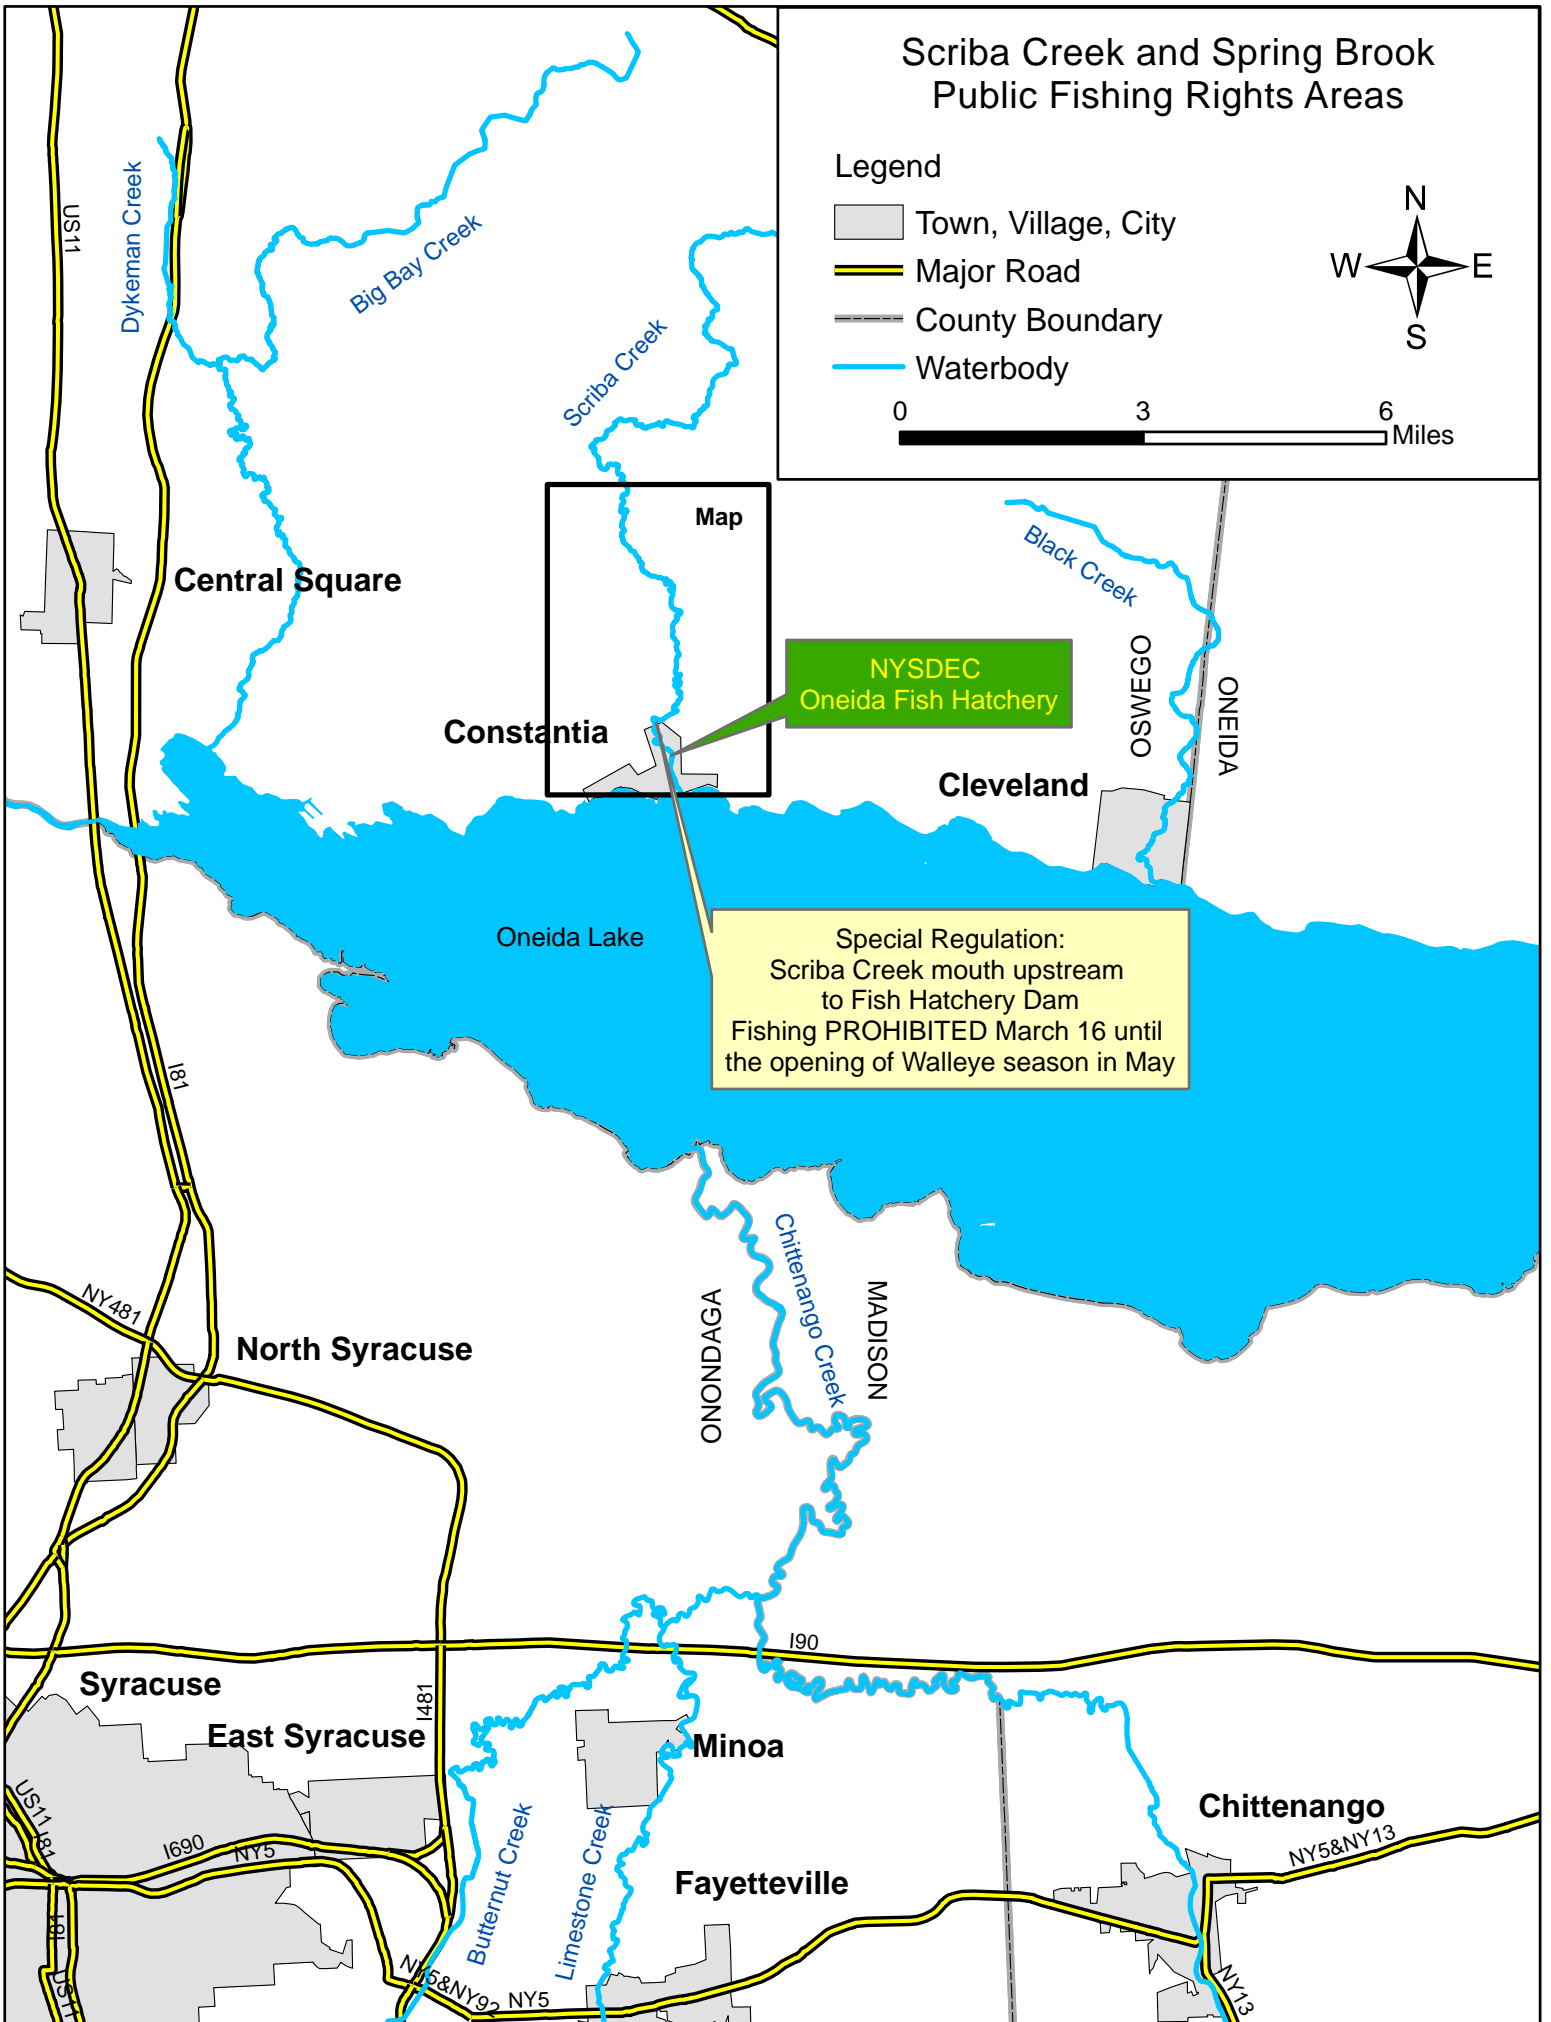 Scriba Creek and Spring Brook
Public Fishing Rights Areas
Legend
Town, Village, City
Major Road
County Boundary
Waterbody
N
W
E
S
0
3
6
Miles
US11
Dykeman Creek
Big Bay Creek
Scriba Creek
Map
Black Creek
Central Square
OSWEGO
ONEIDA
NYSDEC
Oneida Fish Hatchery
Constantia
Cleveland
Oneida Lake
Special Regulation:
Scriba Creek mouth upstream
to Fish Hatchery Dam
Fishing PROHIBITED March 16 until
the opening of Walleye season in May
I81
Chittenango Creek
ONONDAGA
MADISON
NY481
North Syracuse
I90
Syracuse
I481
East Syracuse
Minoa
US11
I81
I690
NY5
Butternut Creek
Limestone Creek
Chittenango
NY5&NY13
Fayetteville
I81
US11
NY5&NY92
NY5
NY13